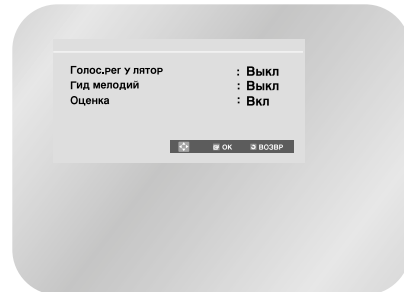 Голос.рег у лятор : Выкл
Гид мелодий : Выкл
Оценка : Вкл
ОК ВОЗВР